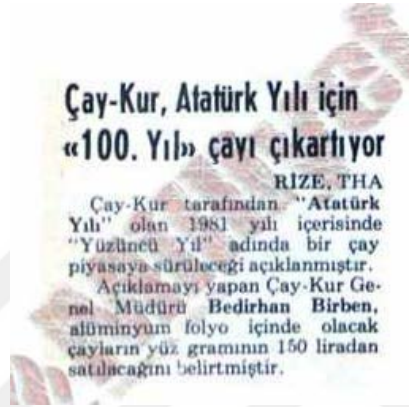 Çay-Kur, Atatürk Yılı için
«100. Yıl» çayı çıkartıyor
RİZE, THA
Çay-Kur tarafından "Atatürk
Yılı" olan 1981 yılı içerisinde
"Yüzüncü Yıl" adında bir çay
piyasaya sürüleceği açıklanmıştır.
Açıklamayı yapan Çay-Kur Ge-
nel Müdürü Bedirhan Birben,
alüminyum folyo içinde olacak
çayların yüz gramının 150 liradan
satılacağını belirtmiştir.